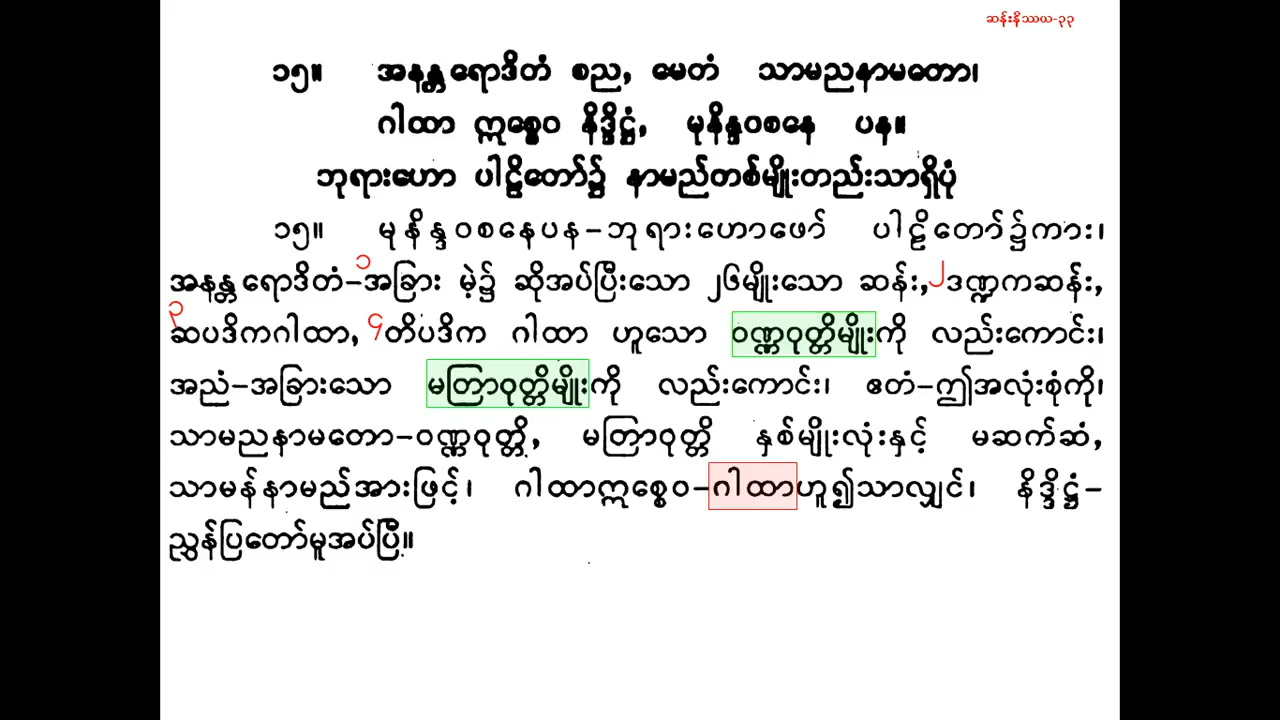 ဆန်းနိဿယ-၃၃
၁၅။ အနန္တရောဒိတံ စည, မေတံ သာမညနာမတော၊
ဂါထာ ဣစ္စေဝ နိဒ္ဒိဋ္ဌံ, မုနိန္ဒဝစနေ ပန။
ဘုရားဟော ပါဠိတော်၌ နာမည်တစ်မျိုးတည်းသာရှိပုံ
၁၅။ မုနိန္ဒဝစနေပန-ဘုရားဟောဖော် ပါဠိတော်၌ကား၊
အနန္တရောဒိတံ-၁အခြား မဲ့၌ ဆိုအပ်ပြီးသော ၂၆မျိုးသော ဆန်း, ၂ဒဏ္ဍကဆန်း,
၃ဆပဒိကဂါထာ, ၄တိပဒိက ဂါထာ ဟူသော ဝဏ္ဏဝုတ္တိမျိုးကို လည်းကောင်း၊
အညံ-အခြားသော မတြာဝုတ္တိမျိုးကို လည်းကောင်း၊ ဧတံ-ဤအလုံးစုံကို၊
သာမညနာမတော-ဝဏ္ဏဝုတ္တိ, မတြာဝုတ္တိ နှစ်မျိုးလုံးနှင့် မဆက်ဆံ,
သာမန်နာမည်အားဖြင့်၊ ဂါထာဣစ္စေဝ-ဂါထာဟူ၍သာလျှင်၊ နိဒ္ဒိဋ္ဌံ-
ညွှန်ပြတော်မူအပ်ပြီ။